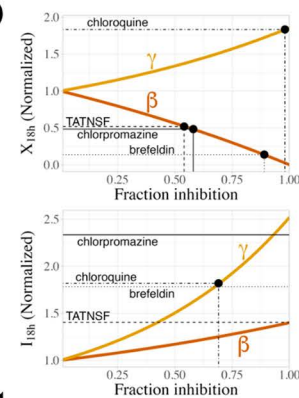 )
2.0
1.5
1.0
0.5
0.0
X18h (Normalized)
chloroquine
γ
β
TATNSF
chlorpromazine
brefeldin
0.25 0.50 0.75 1.00
Fraction inhibition
2.5
2.0
1.5
1.0
I18h (Normalized)
chlorpromazine
γ
chloroquine
brefeldin
TATNSF
β
0.25 0.50 0.75 1.00
Fraction inhibition